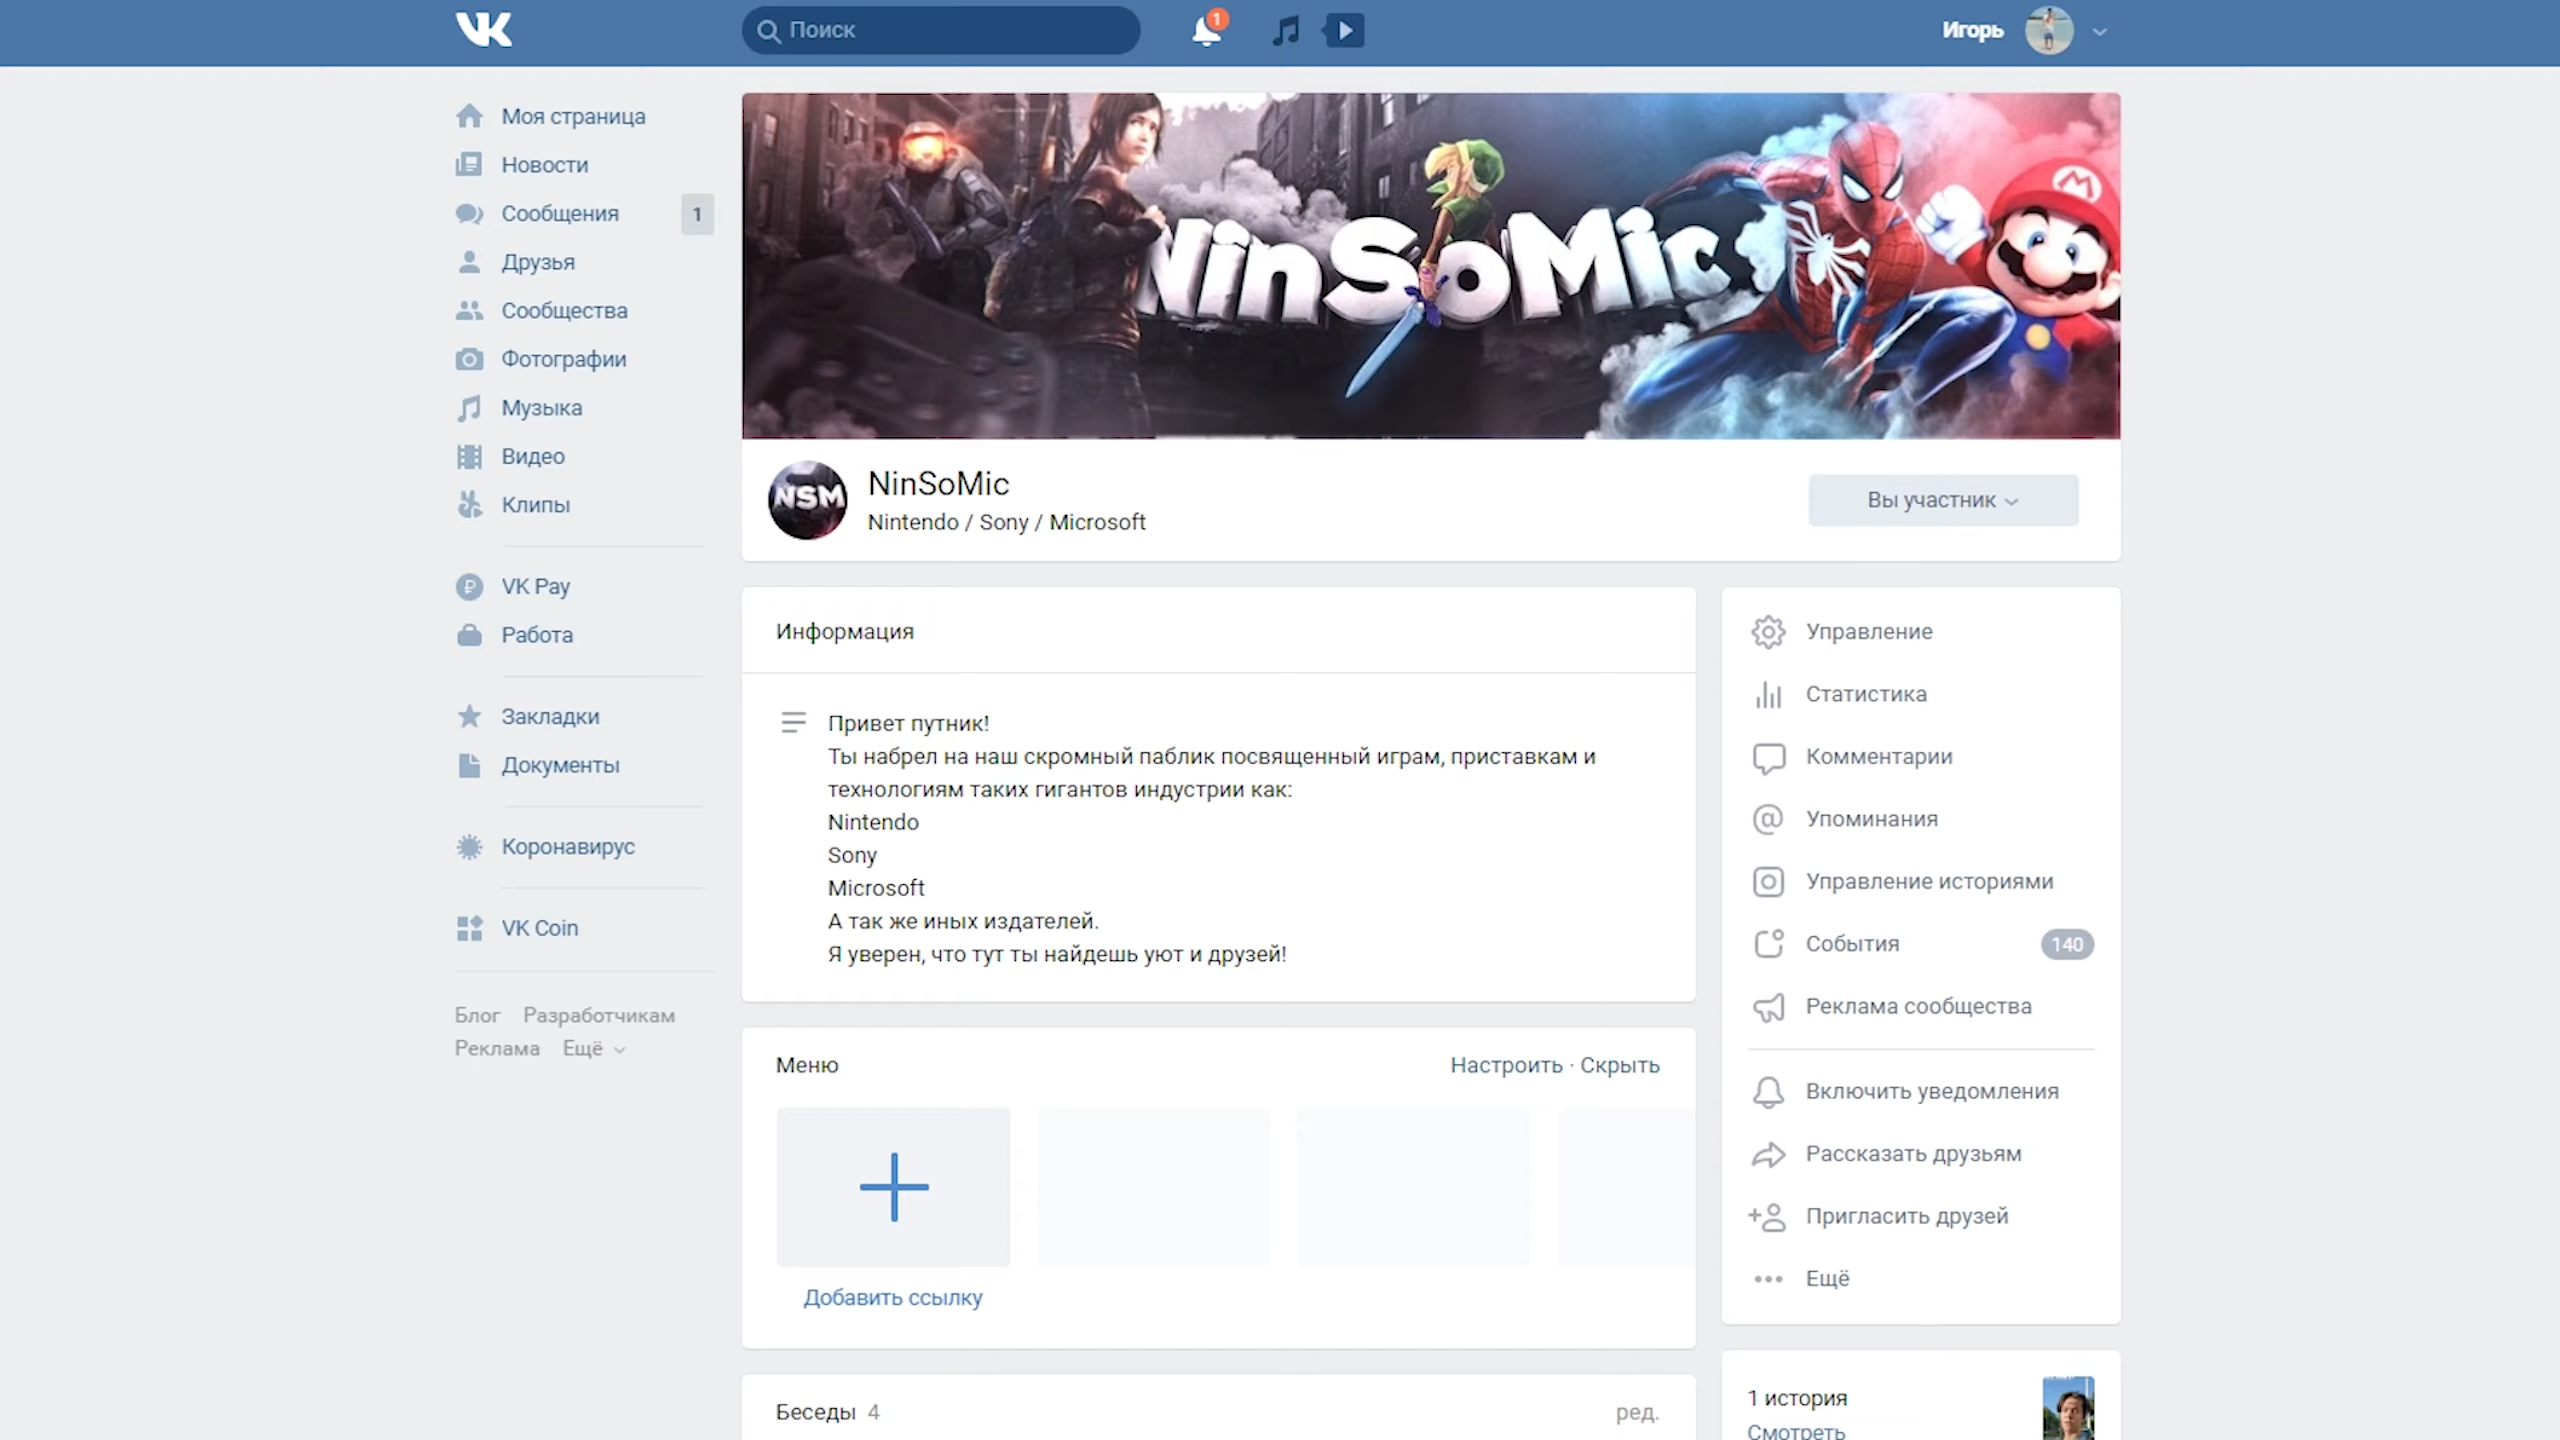 VK
Поиск
1
Игорь
Моя страница
Новости
Сообщения 1
Друзья
Сообщества
Фотографии
Музыка
Видео
Клипы
VK Pay
Работа
Закладки
Документы
Коронавирус
VK Coin
Блог Разработчикам
Реклама Ещё
NinSoMic
M
NSM
NinSoMic
Nintendo / Sony / Microsoft
Вы участник
Информация
Привет путник!
Ты набрел на наш скромный паблик посвященный играм, приставкам и
технологиям таких гигантов индустрии как:
Nintendo
Sony
Microsoft
А так же иных издателей.
Я уверен, что тут ты найдешь уют и друзей!
Меню
Настроить · Скрыть
Добавить ссылку
Беседы 4
ред.
Управление
Статистика
Комментарии
Упоминания
Управление историями
События 140
Реклама сообщества
Включить уведомления
Рассказать друзьям
Пригласить друзей
Ещё
1 история
Смотреть